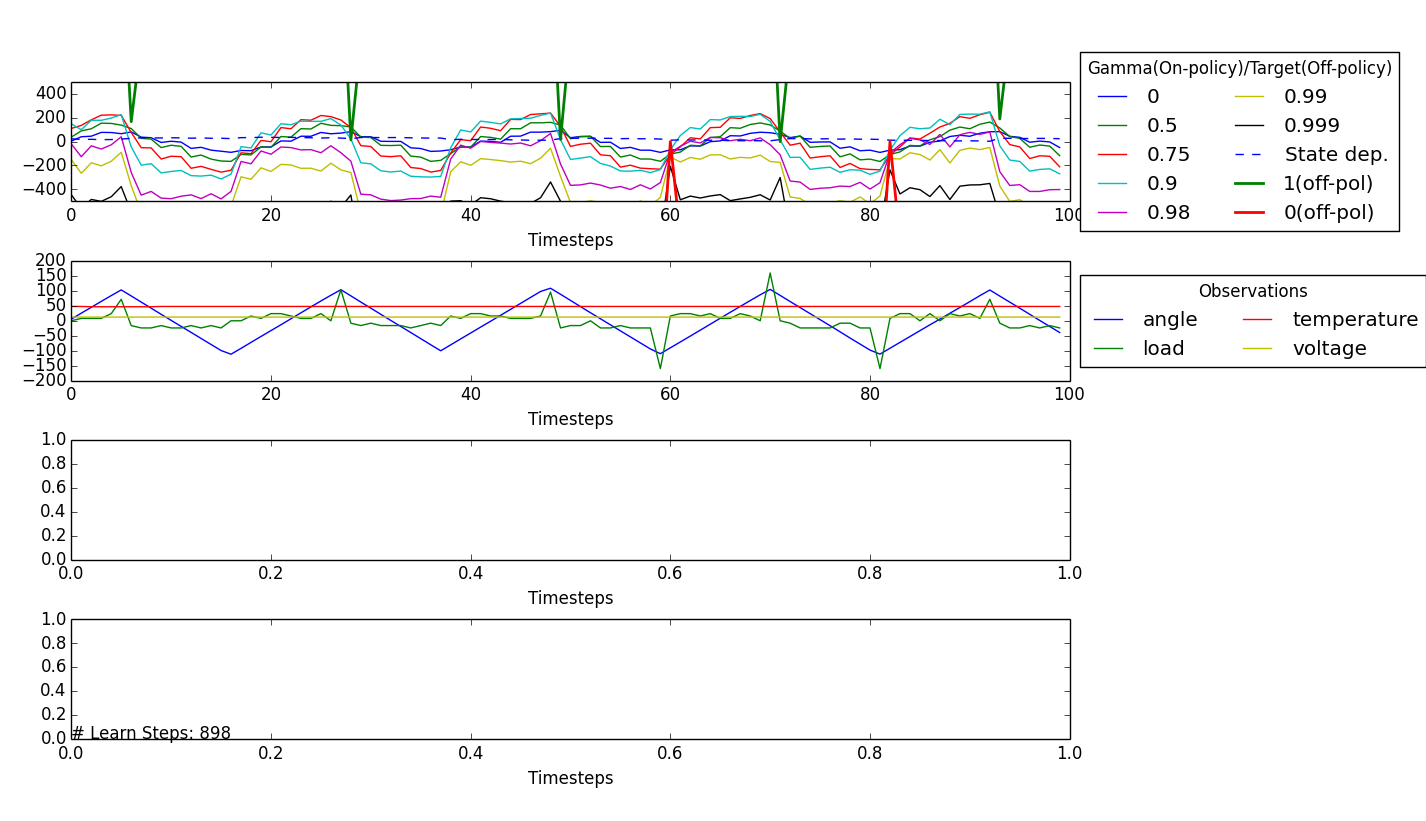 Gamma(On-policy)/Target(Off-policy)
0 0.99
0.5 0.999
0.75 State dep.
0.9 1(off-pol)
0.98 0(off-pol)
400
200
0
−200
−400
0 20 40 60 80 100
Timesteps
200
150
100
50
0
−50
−100
−150
−200
0 20 40 60 80 100
Timesteps
Observations
angle temperature
load voltage
1.0
0.8
0.6
0.4
0.2
0.0
0.0 0.2 0.4 0.6 0.8 1.0
Timesteps
1.0
0.8
0.6
0.4
0.2
0.0
# Learn Steps: 898
0.0 0.2 0.4 0.6 0.8 1.0
Timesteps